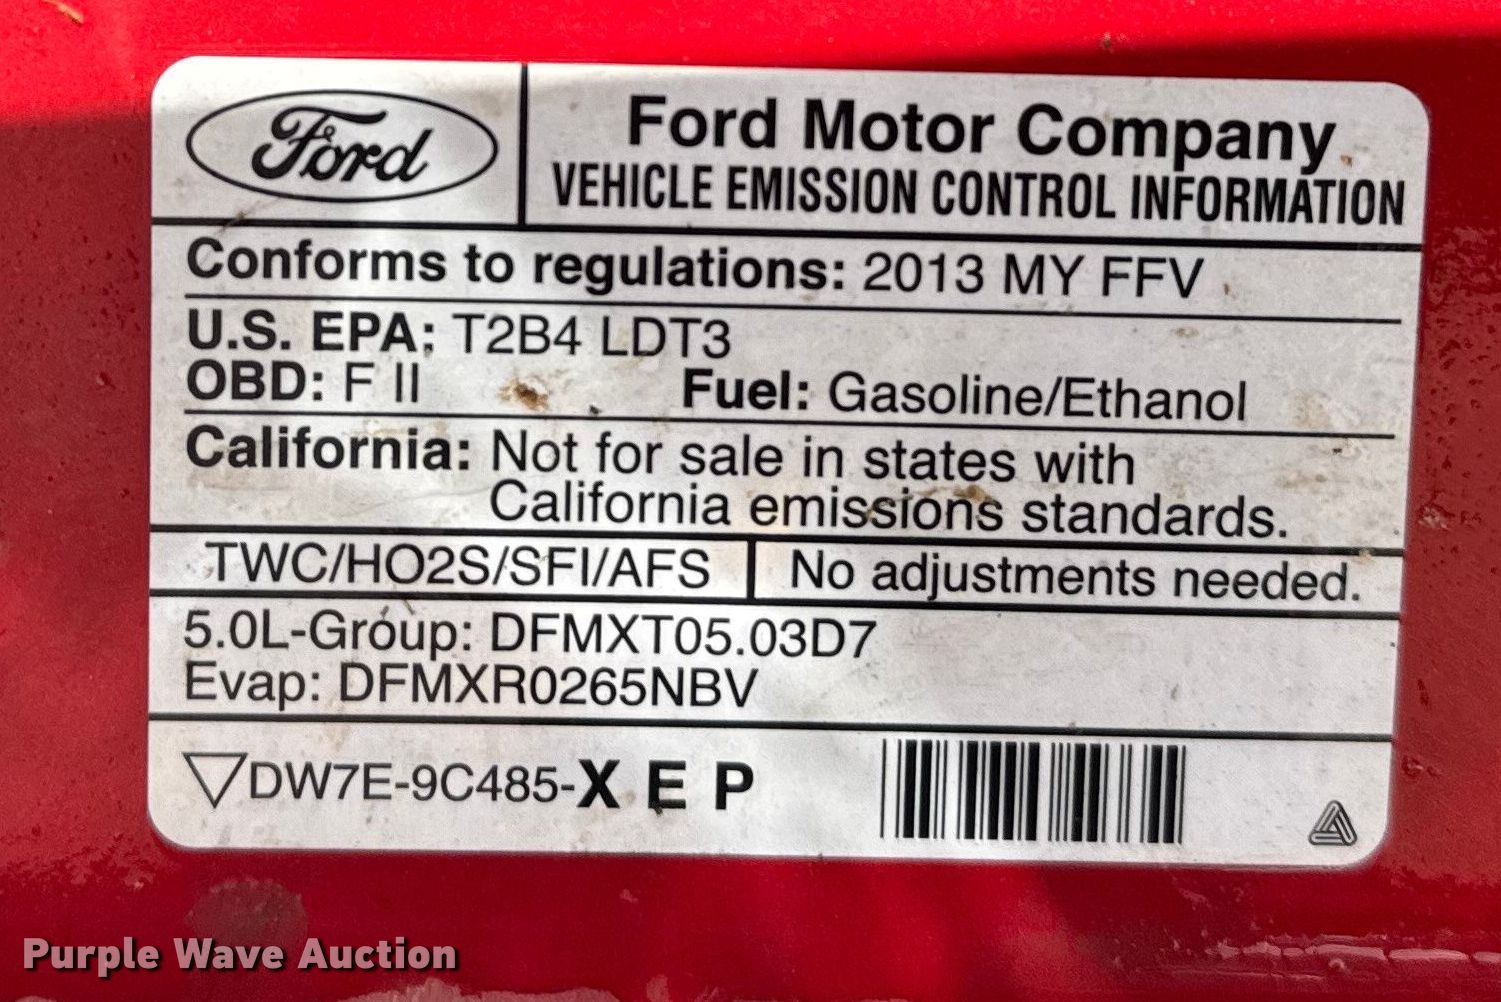 Ford
Ford Motor Company
VEHICLE EMISSION CONTROL INFORMATION
Conforms to regulations: 2013 MY FFV
U.S. EPA: T2B4 LDT3
OBD: F II Fuel: Gasoline/Ethanol
California: Not for sale in states with
California emissions standards.
TWC/HO2S/SFI/AFS No adjustments needed.
5.0L-Group: DFMXT05.03D7
Evap: DFMXR0265NBV
DW7E-9C485-X E P
Purple Wave Auction